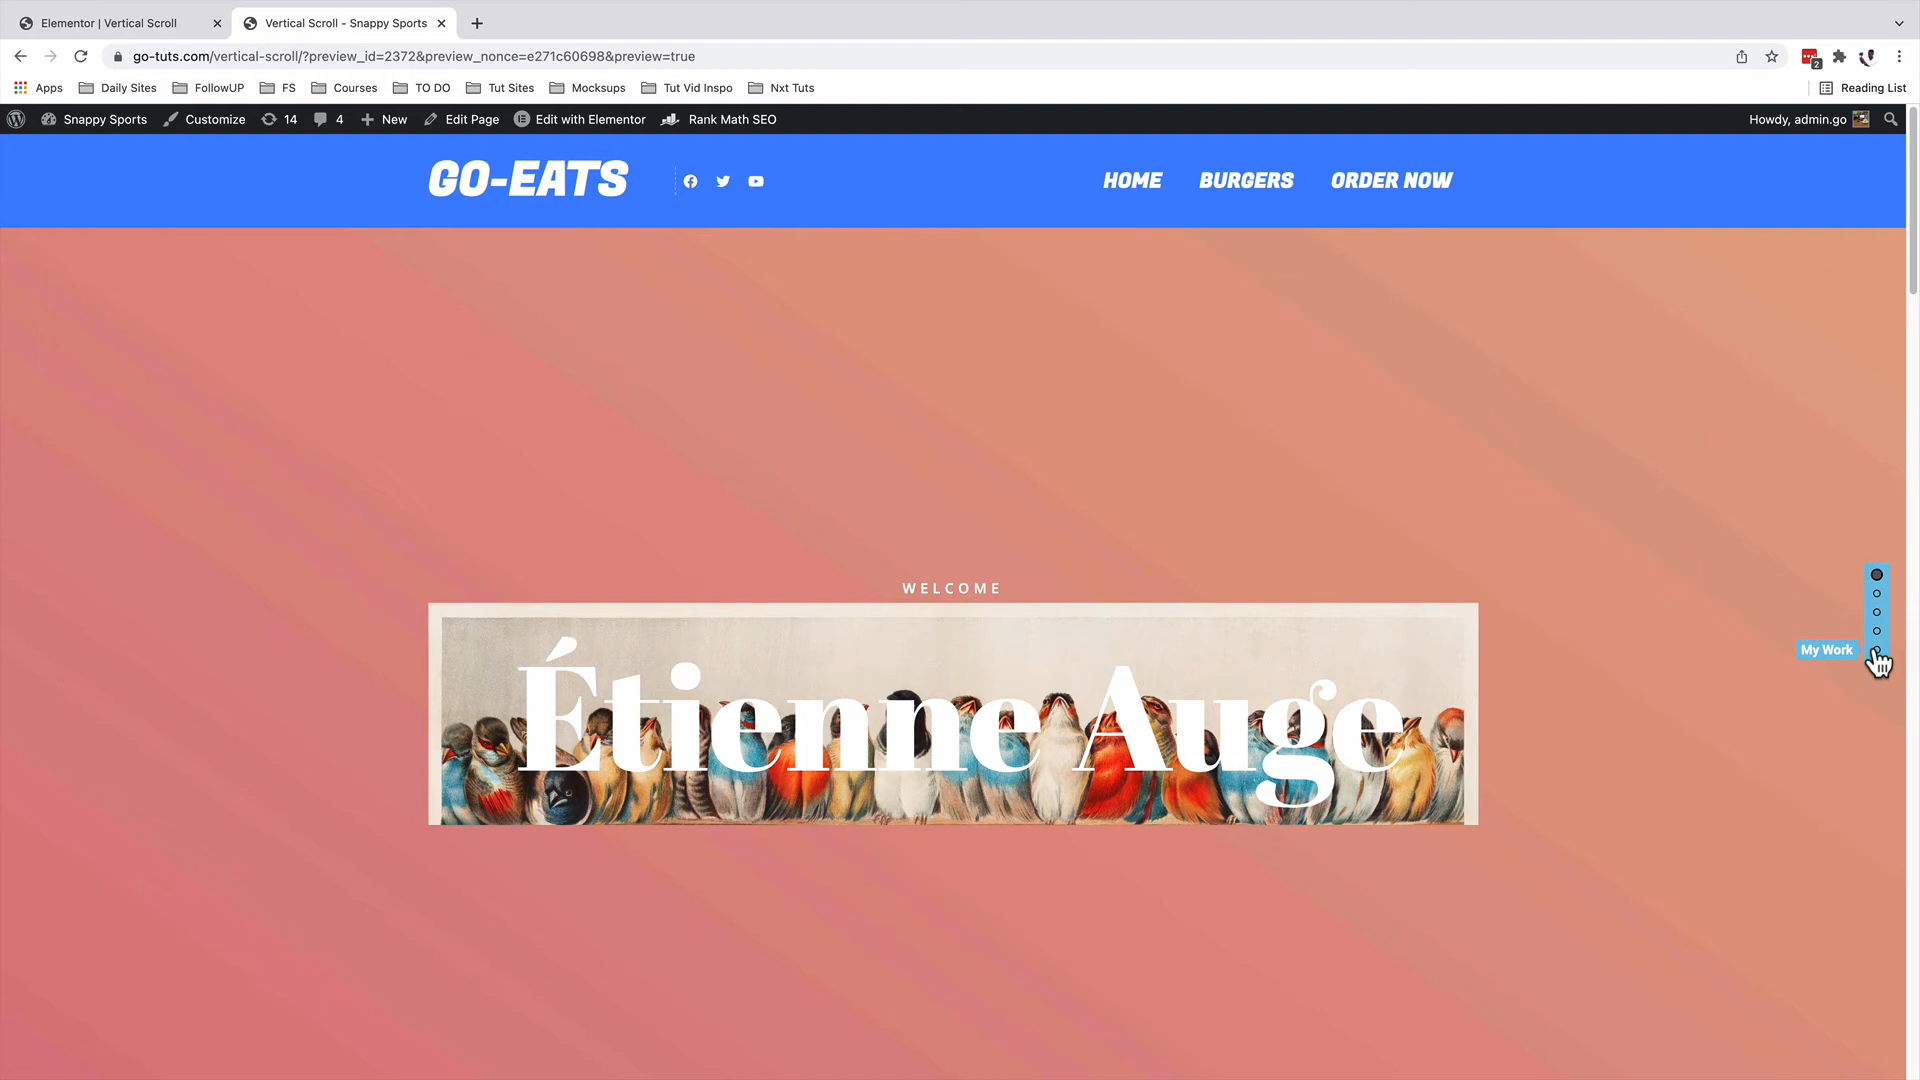 Elementor | Vertical Scroll
Vertical Scroll - Snappy Sports
go-tuts.com/vertical-scroll/?preview_id=2372&preview_nonce=e271c60698&preview=true
2
Apps Daily Sites FollowUP FS Courses TO DO Tut Sites Mocksups Tut Vid Inspo Nxt Tuts Reading List
Snappy Sports Customize 14 4 New Edit Page Edit with Elementor Rank Math SEO Howdy, admin.go
GO-EATS HOME BURGERS ORDER NOW
WELCOME
My Work
Étienne Auge